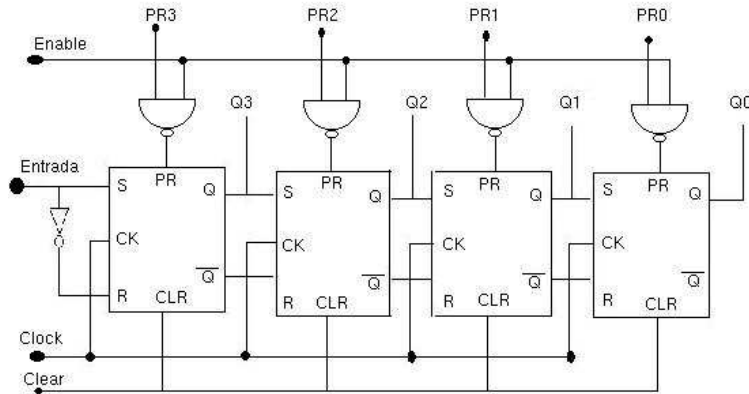 PR3 PR2 PR1 PR0
Enable
Q3 Q2 Q1 Q0
Entrada
S PR Q S PR Q S PR Q S PR Q
CK CK CK CK
R CLR Q R CLR Q R CLR Q R CLR Q
Clock
Clear